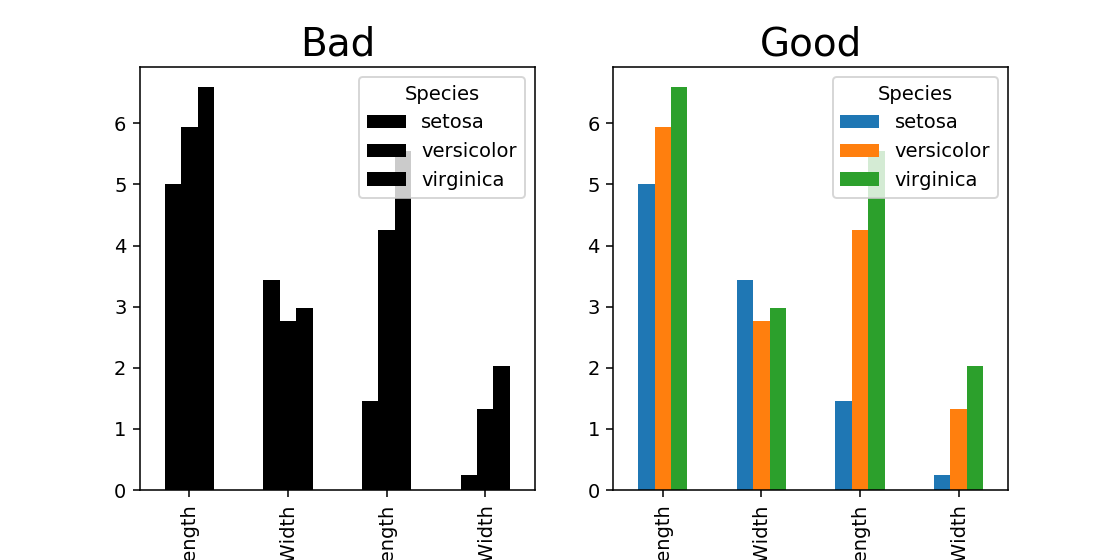 Bad
Species
setosa
versicolor
virginica
6
5
4
3
2
1
0
ength
Width
ength
Width
Good
Species
setosa
versicolor
virginica
6
5
4
3
2
1
0
ength
Width
ength
Width